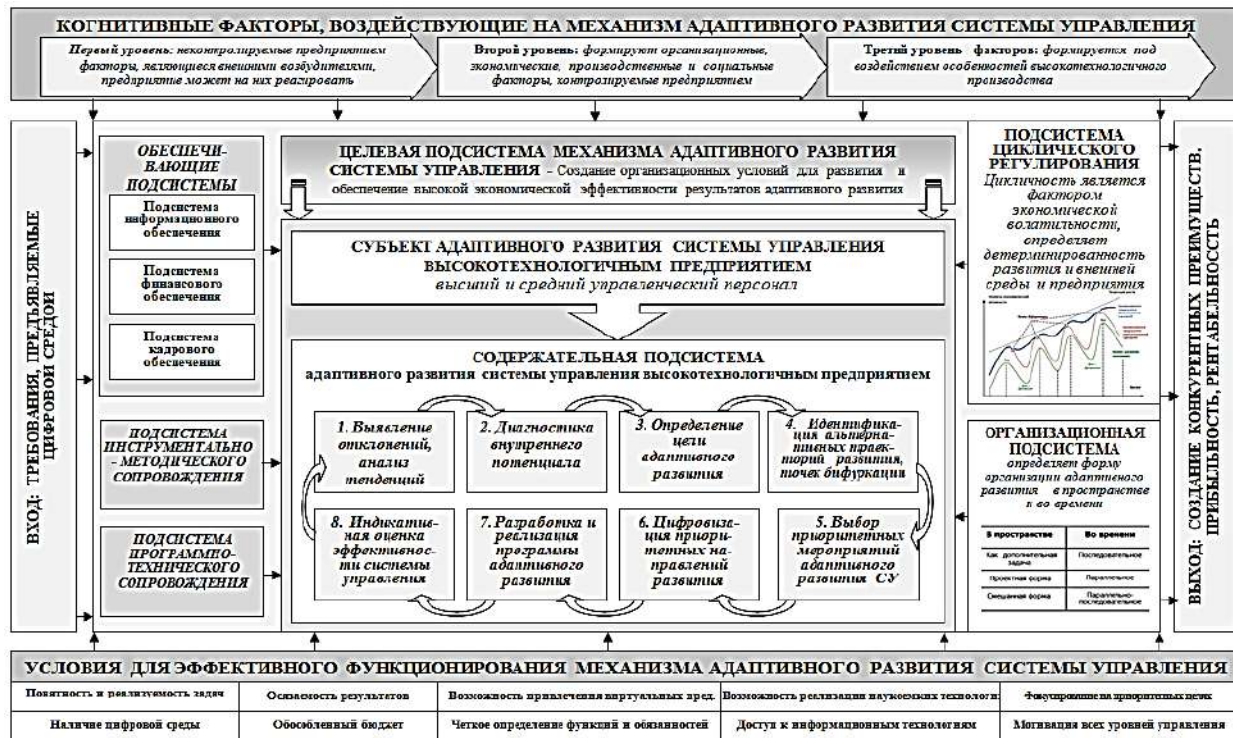 КОГНИТИВНЫЕ ФАКТОРЫ, ВОЗДЕЙСТВУЮЩИЕ НА МЕХАНИЗМ АДАПТИВНОГО РАЗВИТИЯ СИСТЕМЫ УПРАВЛЕНИЯ
Первый уровень: неконтролируемые предприятием
факторы, являющиеся внешними возбудителями,
предприятие может на них реагировать
Второй уровень: формируют организационные,
экономические, производственные и социальные
факторы, контролируемые предприятием
Третий уровень факторов: формируется под
воздействием особенностей высокотехнологичного
производства
ВХОД: ТРЕБОВАНИЯ, ПРЕДЪЯВЛЯЕМЫЕ
ЦИФРОВОЙ СРЕДОЙ
ОБЕСПЕЧИ-
ВАЮЩИЕ
ПОДСИСТЕМЫ
Подсистема
информационного
обеспечения
Подсистема
финансового
обеспечения
Подсистема
кадрового
обеспечения
ПОДСИСТЕМА
ИНСТРУМЕНТАЛЬНО
- МЕТОДИЧЕСКОГО
СОПРОВОЖДЕНИЯ
ПОДСИСТЕМА
ПРОГРАММНО-
ТЕХНИЧЕСКОГО
СОПРОВОЖДЕНИЯ
ЦЕЛЕВАЯ ПОДСИСТЕМА МЕХАНИЗМА АДАПТИВНОГО РАЗВИТИЯ
СИСТЕМЫ УПРАВЛЕНИЯ - Создание организационных условий для развития и
обеспечение высокой экономической эффективности результатов адаптивного развития
СУБЪЕКТ АДАПТИВНОГО РАЗВИТИЯ СИСТЕМЫ УПРАВЛЕНИЯ
ВЫСОКОТЕХНОЛОГИЧНЫМ ПРЕДПРИЯТИЕМ
высший и средний управленческий персонал
СОДЕРЖАТЕЛЬНАЯ ПОДСИСТЕМА
адаптивного развития системы управления высокотехнологичным предприятием
1. Выявление
отклонений,
анализ
тенденций
2. Диагностика
внутреннего
потенциала
3. Определение
цели
адаптивного
развития
4. Идентифика-
ция альтерна-
тивных траек-
торий развития,
точек бифуркации
8. Индикатив-
ная оценка
эффективнос-
ти системы
управления
7. Разработка и
реализация
программы
адаптивного
развития
6. Цифровиза-
ция приори-
тетных на-
правлений
развития
5. Выбор
приоритетных
мероприятий
адаптивного
развития СУ
ПОДСИСТЕМА
ЦИКЛИЧЕСКОГО
РЕГУЛИРОВАНИЯ
Цикличность является
фактором
экономической
волатильности,
определяет
детерминированность
развития и внешней
среды и предприятия
ОРГАНИЗАЦИОННАЯ
ПОДСИСТЕМА
определяет форму
организации адаптивного
развития в пространстве
и во времени
В пространстве Во времени
Как дополнительная
задача
Последовательное
Проектная форма Параллельное
Смешанная форма Параллельно-
последовательное
ВЫХОД: СОЗДАНИЕ КОНКУРЕНТНЫХ ПРЕИМУЩЕСТВ.
ПРИБЫЛЬНОСТЬ, РЕНТАБЕЛЬНОСТЬ
УСЛОВИЯ ДЛЯ ЭФФЕКТИВНОГО ФУНКЦИОНИРОВАНИЯ МЕХАНИЗМА АДАПТИВНОГО РАЗВИТИЯ СИСТЕМЫ УПРАВЛЕНИЯ
Понятность и реализуемость задач Осязаемость результатов Возможность привлечения виртуальных пред. Возможность реализации наукоемких технологи Фокусирование на приоритетных целях
Наличие цифровой среды Обособленный бюджет Четкое определение функций и обязанностей Доступ к информационным технологиям Мотивация всех уровней управления